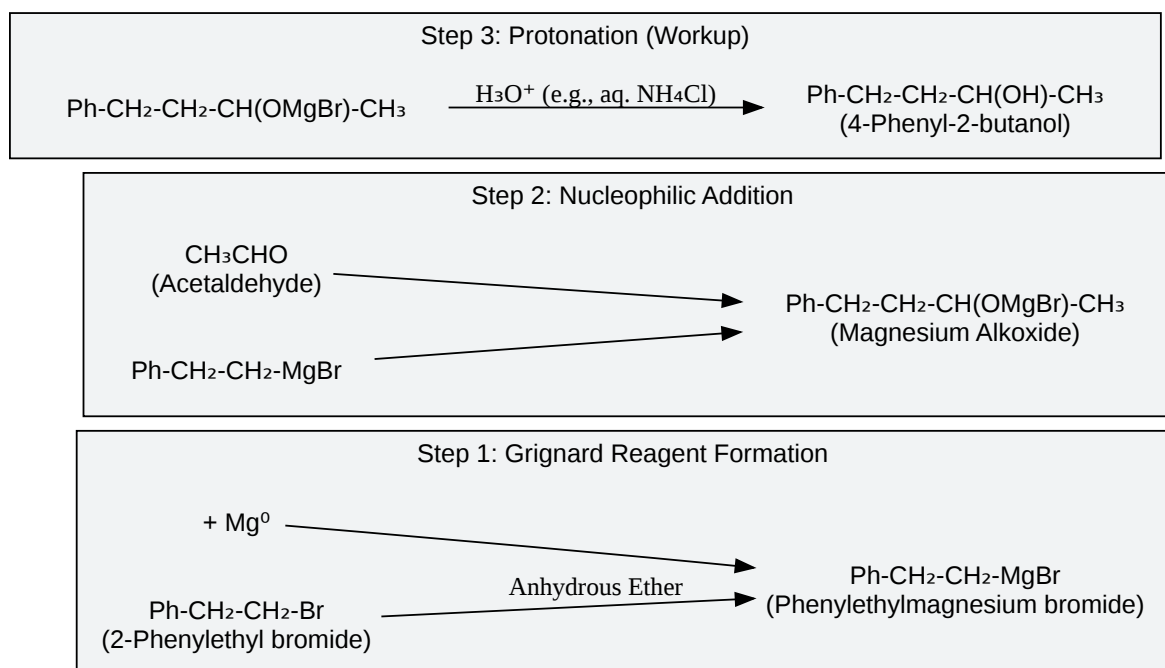 Step 3: Protonation (Workup)
Ph-CH₂-CH₂-CH(OMgBr)-CH₃
H₃O⁺ (e.g., aq. NH₄Cl)
Ph-CH₂-CH₂-CH(OH)-CH₃
(4-Phenyl-2-butanol)
Step 2: Nucleophilic Addition
CH₃CHO
(Acetaldehyde)
Ph-CH₂-CH₂-MgBr
Ph-CH₂-CH₂-CH(OMgBr)-CH₃
(Magnesium Alkoxide)
Step 1: Grignard Reagent Formation
+ Mg⁰
Ph-CH₂-CH₂-Br
(2-Phenylethyl bromide)
Anhydrous Ether
Ph-CH₂-CH₂-MgBr
(Phenylethylmagnesium bromide)